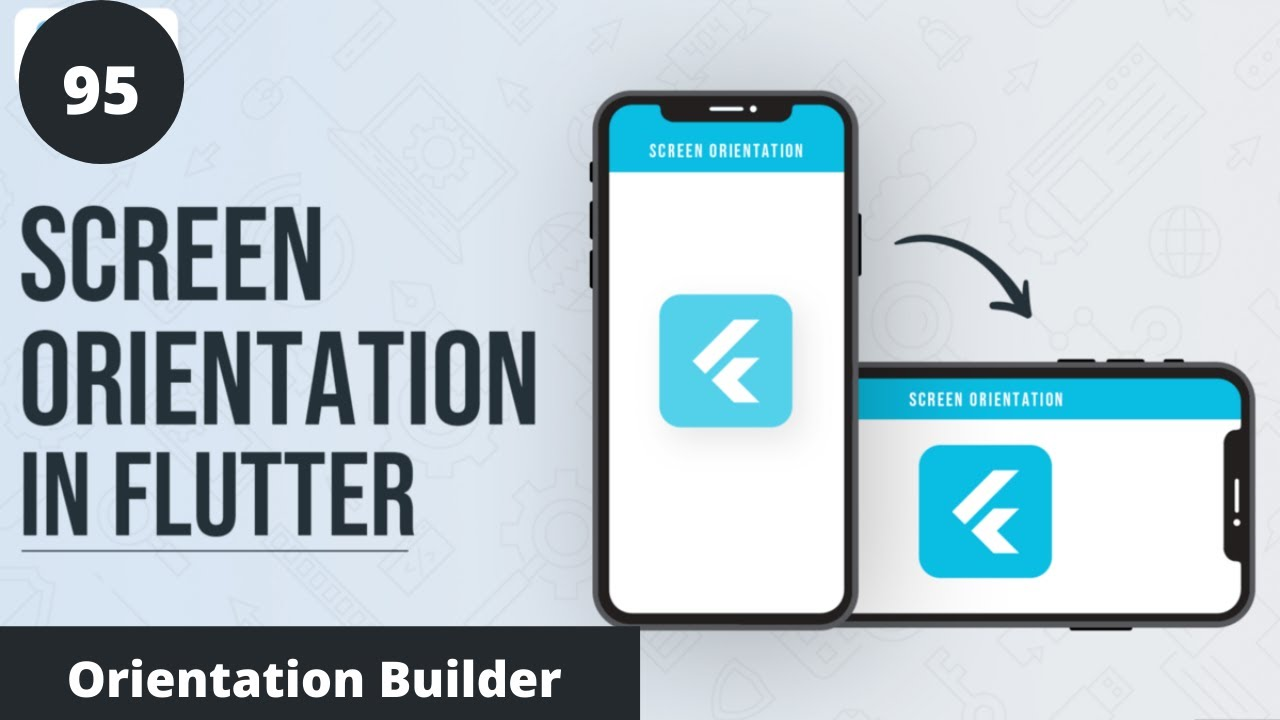 95
SCREEN
ORIENTATION
IN FLUTTER
SCREEN ORIENTATION
SCREEN ORIENTATION
Orientation Builder